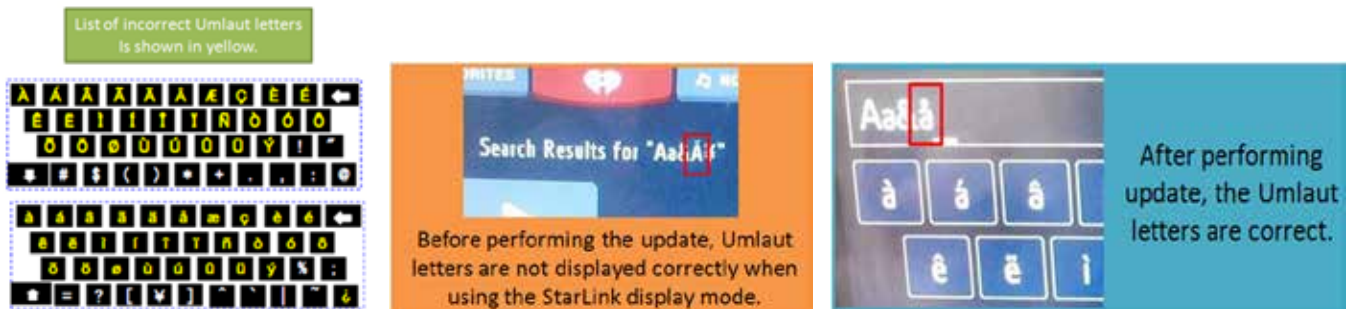 List of incorrect Umlaut letters
Is shown in yellow.
À Á Â Ã Ä Å Æ Ç È É
Ê Ë Ì Í Î Ï Ñ Ò Ó Ô
Õ Ö Ø Ù Ú Û Ü Ý ! "
# $ ( ) * + . , : @
à á â ã ä å æ ç è é
ê ë ì í î ï ñ ò ó ô
õ ö ø ù ú û ü ý % ;
= ? [ ¥ ] ^ ` | ~ ¿
ORITES NO
Search Results for "Aa&Ã¥"
Before performing the update, Umlaut
letters are not displayed correctly when
using the StarLink display mode.
Aa&å
à á â
ê ë ì
After performing
update, the Umlaut
letters are correct.